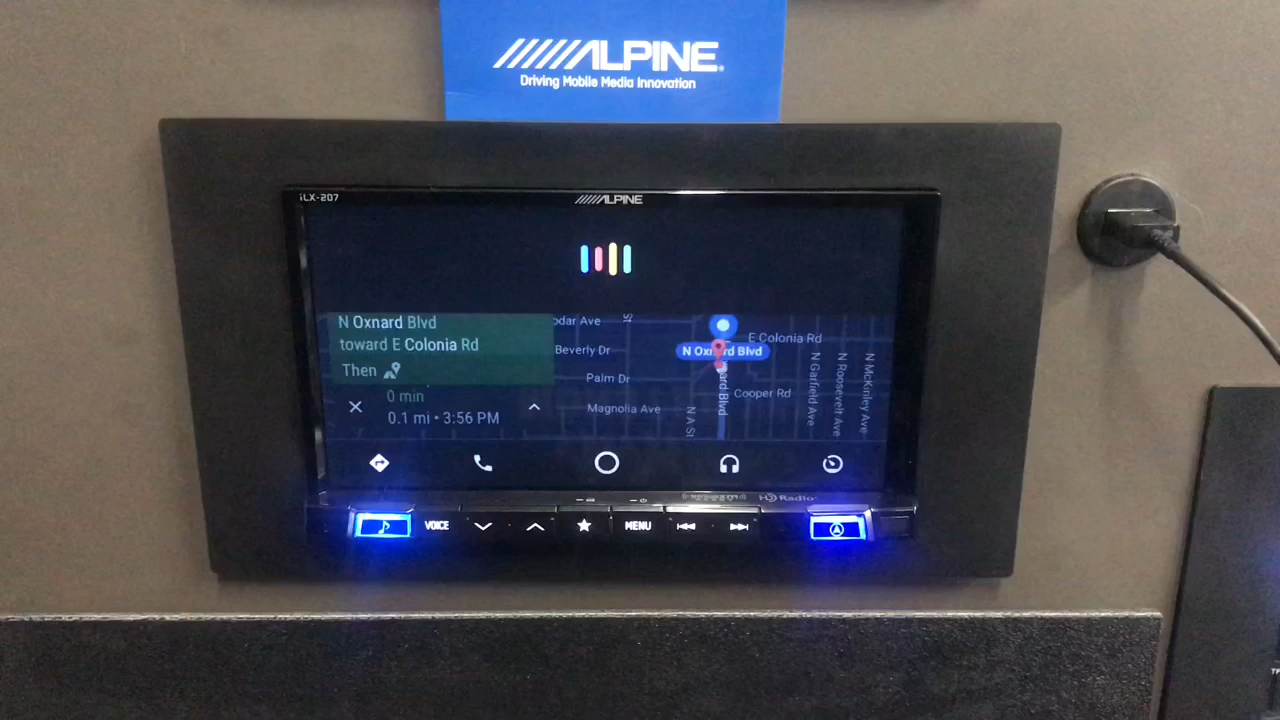 ALPINE
Driving Mobile Media Innovation
iLX-207
ALPINE
N Oxnard Blvd
toward E Colonia Rd
Then
0 min
0.1 mi • 3:56 PM
Beverly Dr
Palm Dr
Magnolia Ave
St
N A St
N Oxnard Blvd
E Colonia Rd
Cooper Rd
N Garfield Ave
N Roosevelt Ave
N McKinley Ave
HD Radio
VOICE
MENU